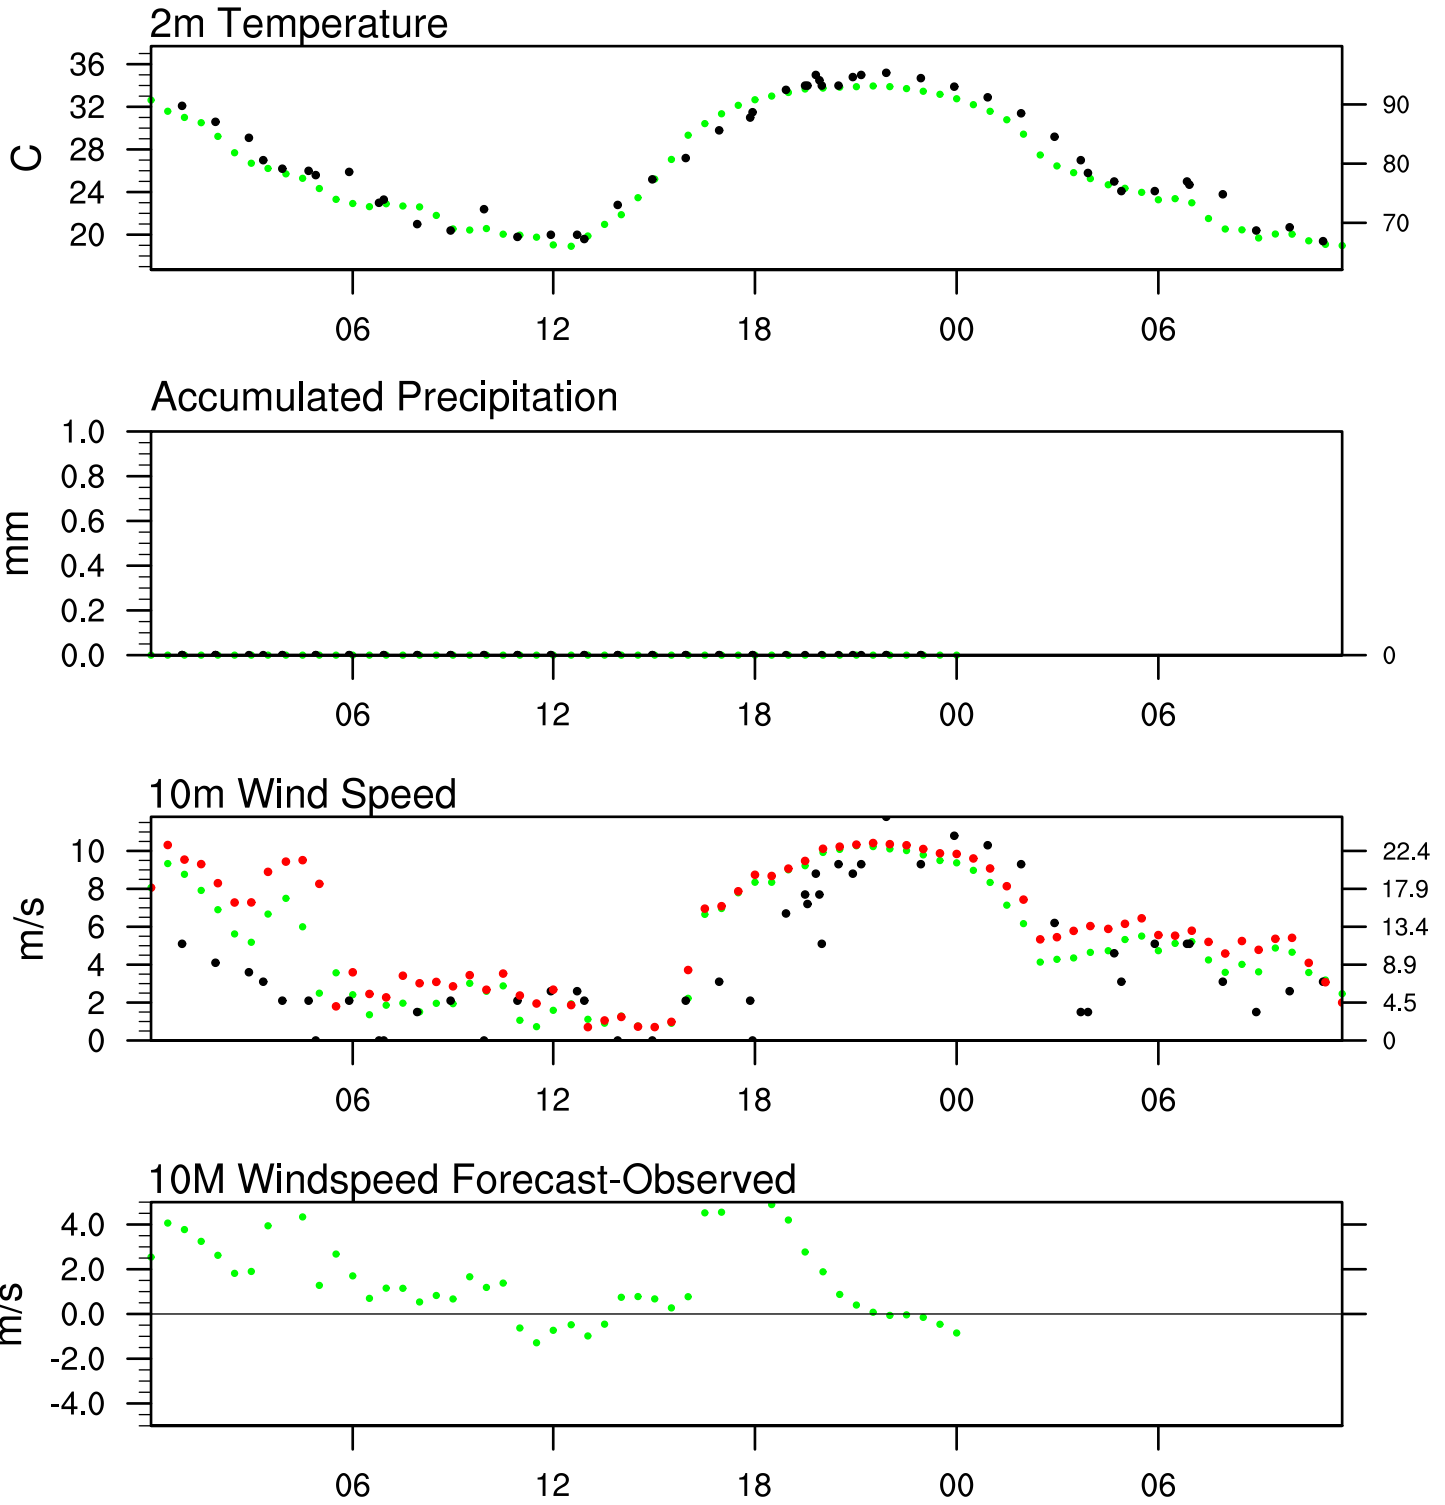 2m Temperature
36
32
28
24
20
C
90
80
70
06 12 18 00 06
Accumulated Precipitation
1.0
0.8
0.6
0.4
0.2
0.0
mm
0
06 12 18 00 06
10m Wind Speed
10
8
6
4
2
0
m/s
22.4
17.9
13.4
8.9
4.5
0
06 12 18 00 06
10M Windspeed Forecast-Observed
4.0
2.0
0.0
-2.0
-4.0
m/s
06 12 18 00 06